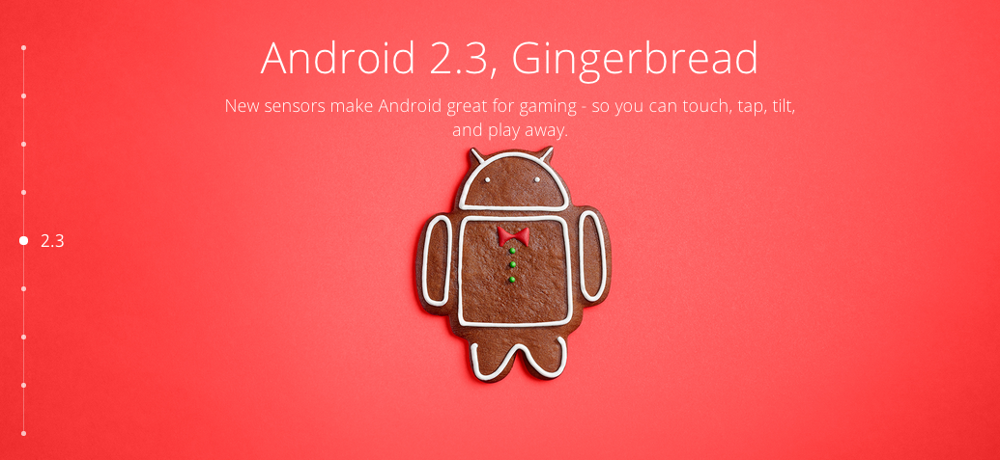 Android 2.3, Gingerbread
New sensors make Android great for gaming - so you can touch, tap, tilt,
and play away.
2.3